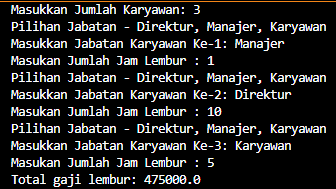 Masukkan Jumlah Karyawan: 3
Pilihan Jabatan - Direktur, Manajer, Karyawan
Masukkan Jabatan Karyawan Ke-1: Manajer
Masukan Jumlah Jam Lembur : 1
Pilihan Jabatan - Direktur, Manajer, Karyawan
Masukkan Jabatan Karyawan Ke-2: Direktur
Masukan Jumlah Jam Lembur : 10
Pilihan Jabatan - Direktur, Manajer, Karyawan
Masukkan Jabatan Karyawan Ke-3: Karyawan
Masukan Jumlah Jam Lembur : 5
Total gaji lembur: 475000.0